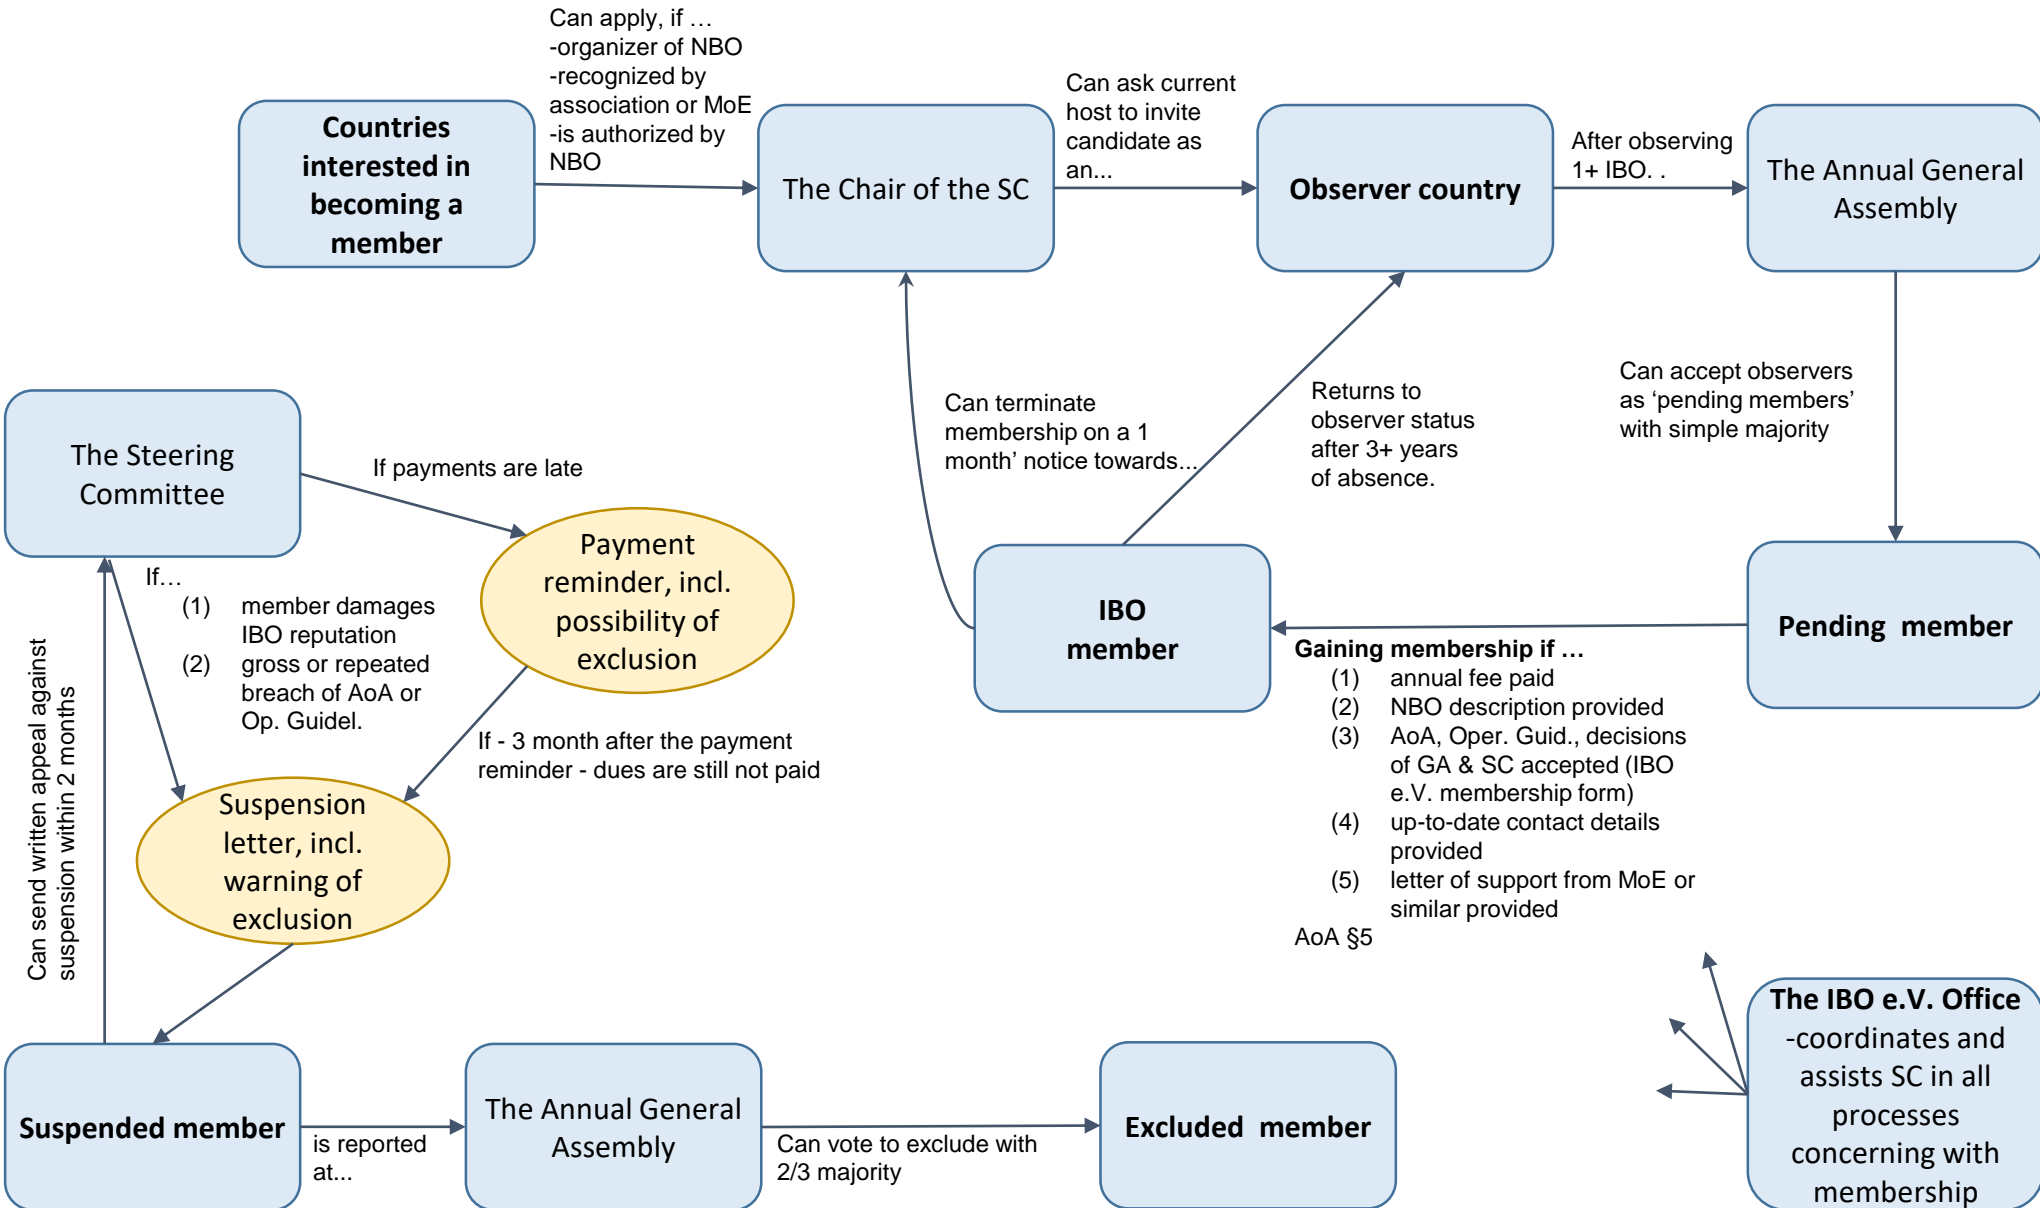 Can apply, if …
-organizer of NBO
-recognized by
association or MoE
-is authorized by
NBO
Countries
interested in
becoming a
member
The Chair of the SC
Can ask current
host to invite
candidate as
an...
Observer country
After observing
1+ IBO. .
The Annual General
Assembly
Can accept observers
as ‘pending members’
with simple majority
Can terminate
membership on a 1
month’ notice towards...
Returns to
observer status
after 3+ years
of absence.
The Steering
Committee
If payments are late
Payment
reminder, incl.
possibility of
exclusion
If…
(1) member damages
IBO reputation
(2) gross or repeated
breach of AoA or
Op. Guidel.
If - 3 month after the payment
reminder - dues are still not paid
Suspension
letter, incl.
warning of
exclusion
Can send written appeal against
suspension within 2 months
IBO
member
Pending  member
Gaining membership if …
(1) annual fee paid
(2) NBO description provided
(3) AoA, Oper. Guid., decisions
of GA & SC accepted (IBO
e.V. membership form)
(4) up-to-date contact details
provided
(5) letter of support from MoE or
similar provided
AoA §5
Suspended member
is reported
at...
The Annual General
Assembly
Can vote to exclude with
2/3 majority
Excluded  member
The IBO e.V. Office
-coordinates and
assists SC in all
processes
concerning with
membership